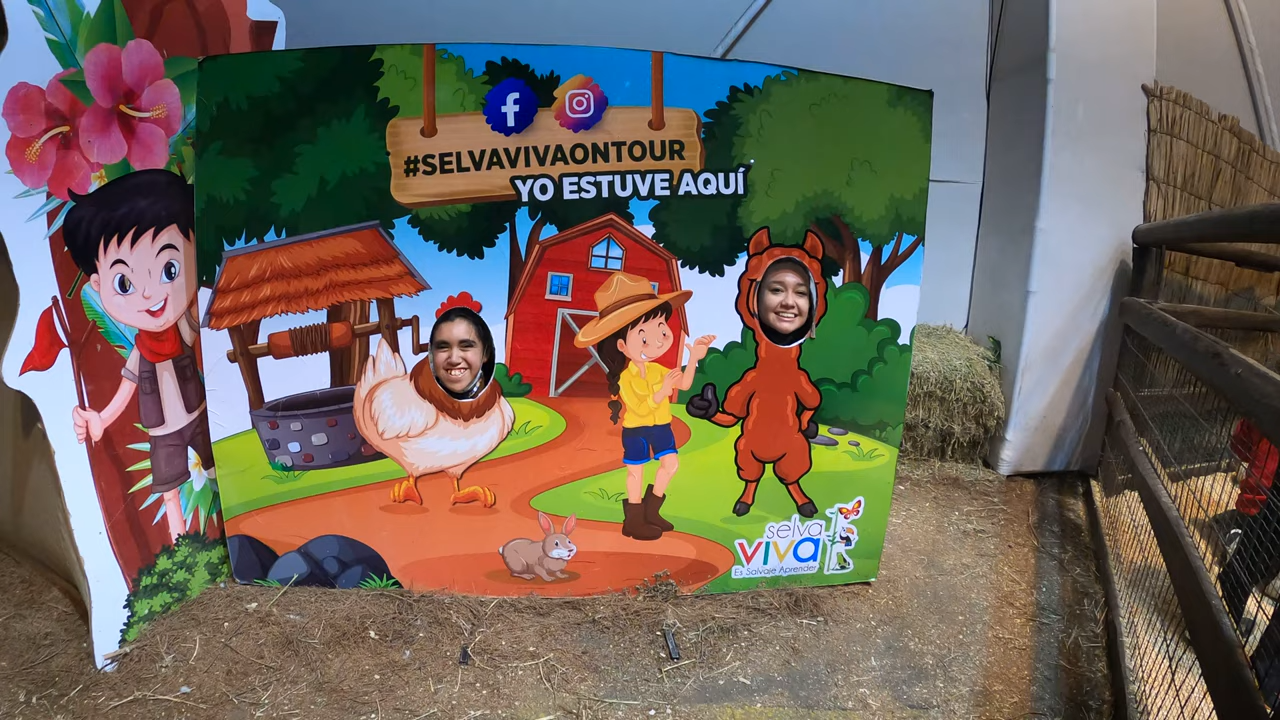 #SELVAVIVAONTOUR
YO ESTUVE AQUÍ
selva
viva
Es Salvaje Aprender